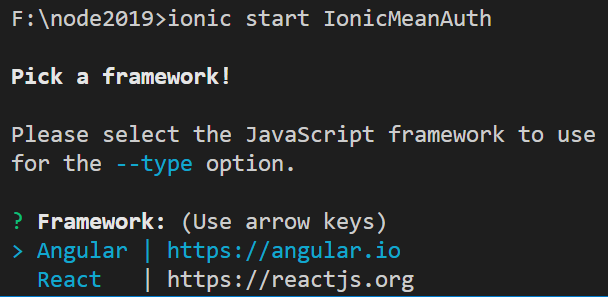 F:\node2019>ionic start IonicMeanAuth
Pick a framework!
Please select the JavaScript framework to use
for the --type option.
? Framework: (Use arrow keys)
> Angular | https://angular.io
React | https://reactjs.org